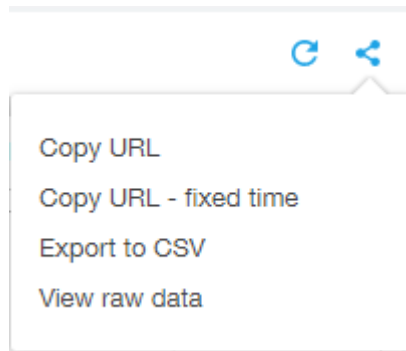 Copy URL
Copy URL - fixed time
Export to CSV
View raw data